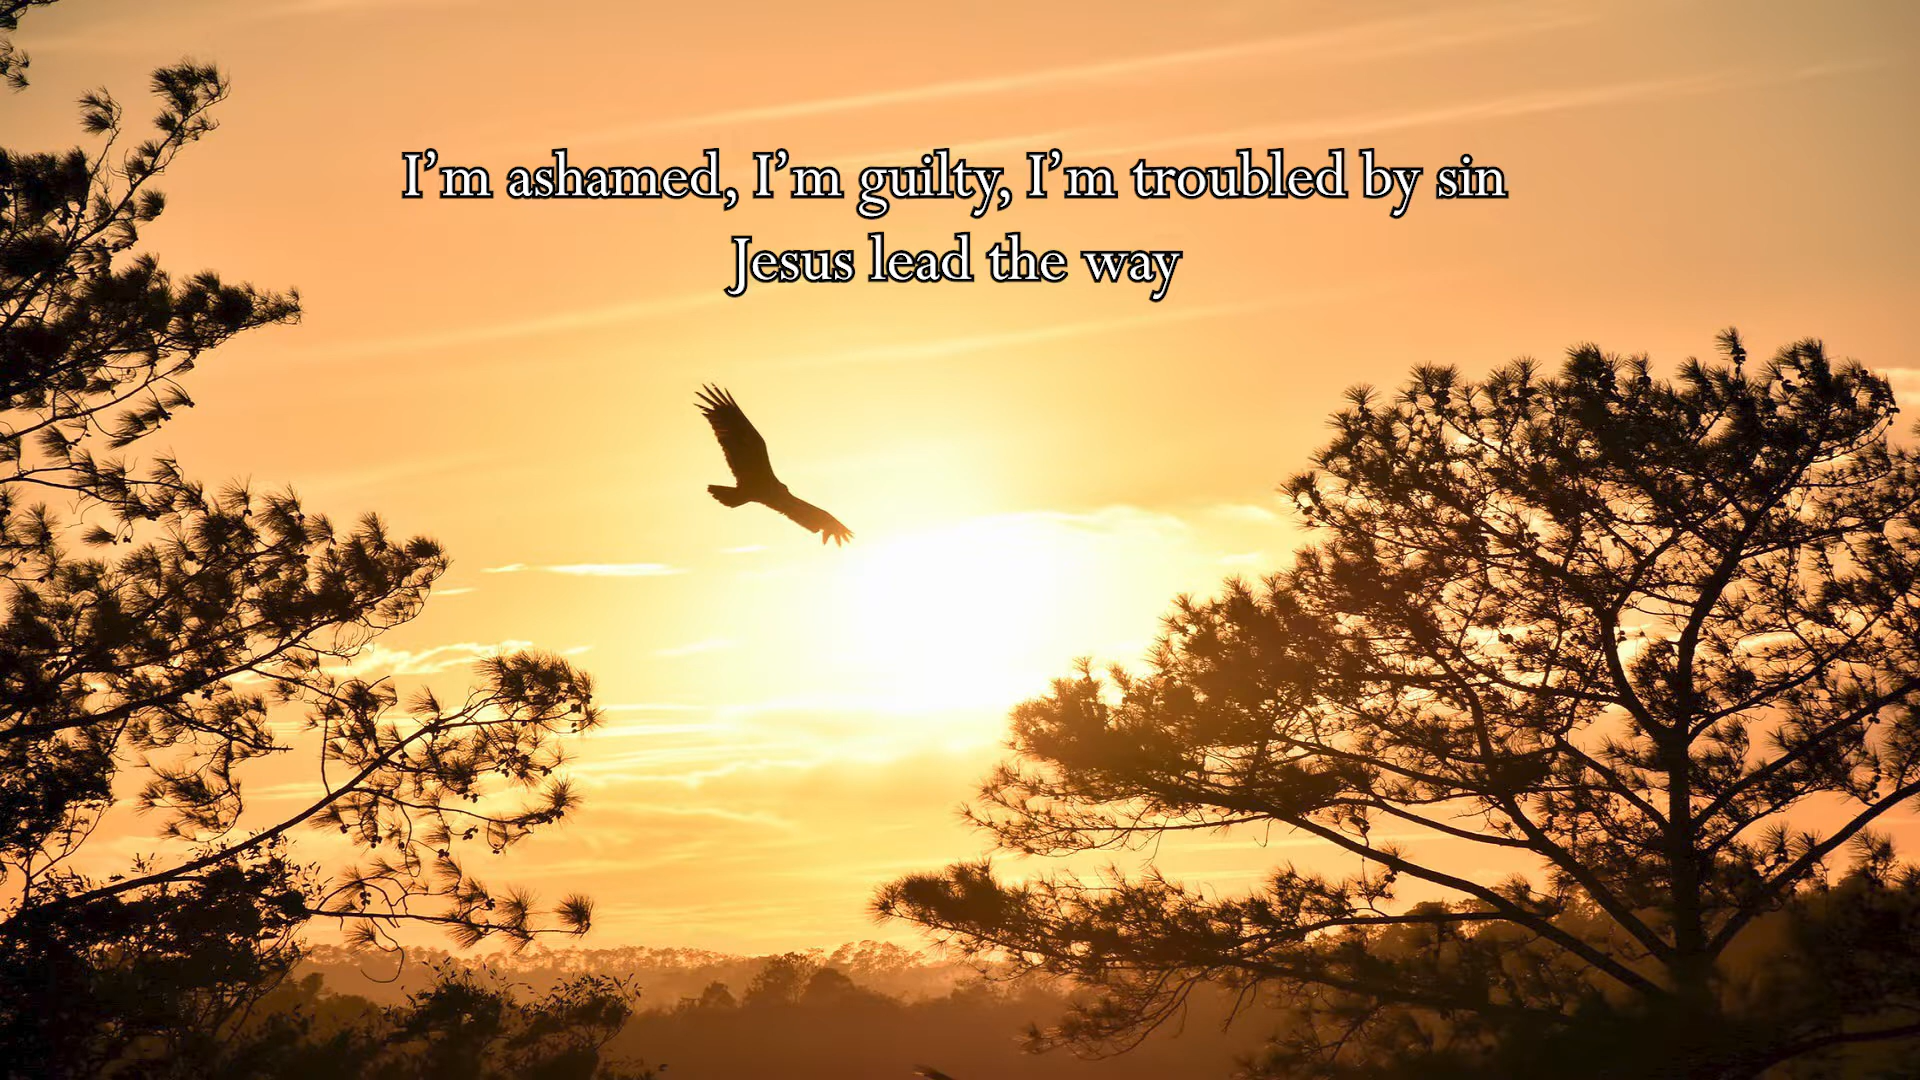 I'm ashamed, I'm guilty, I'm troubled by sin
Jesus lead the way